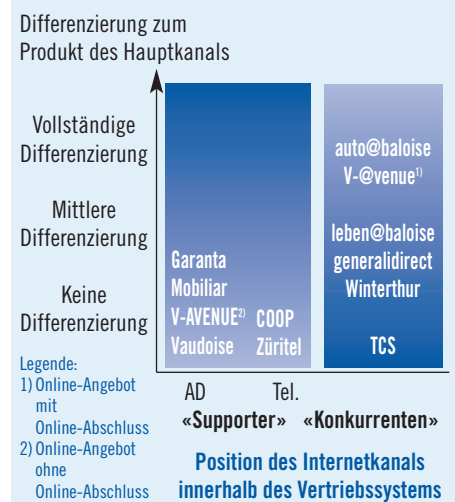 Differenzierung zum
Produkt des Hauptkanals
Vollständige
Differenzierung
Mittlere
Differenzierung
Keine
Differenzierung
auto@baloise
V-@venue1)
leben@baloise
generalidirect
Winterthur
TCS
Garanta
Mobiliar
V-AVENUE2) COOP
Vaudoise Züritel
Legende:
1) Online-Angebot
mit
Online-Abschluss
2) Online-Angebot
ohne
Online-Abschluss
AD Tel.
«Supporter» «Konkurrenten»
Position des Internetkanals
innerhalb des Vertriebssystems